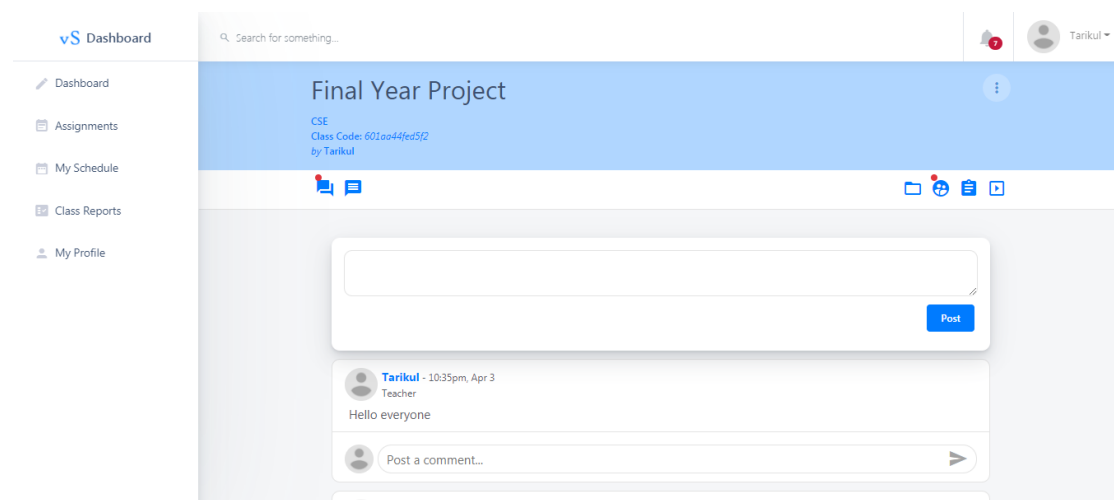 vS Dashboard
Search for something...
7
Tarikul
Dashboard
Assignments
My Schedule
Class Reports
My Profile
Final Year Project
CSE
Class Code: 601aa44fed5f2
by Tarikul
Post
Tarikul - 10:35pm, Apr 3
Teacher
Hello everyone
Post a comment...